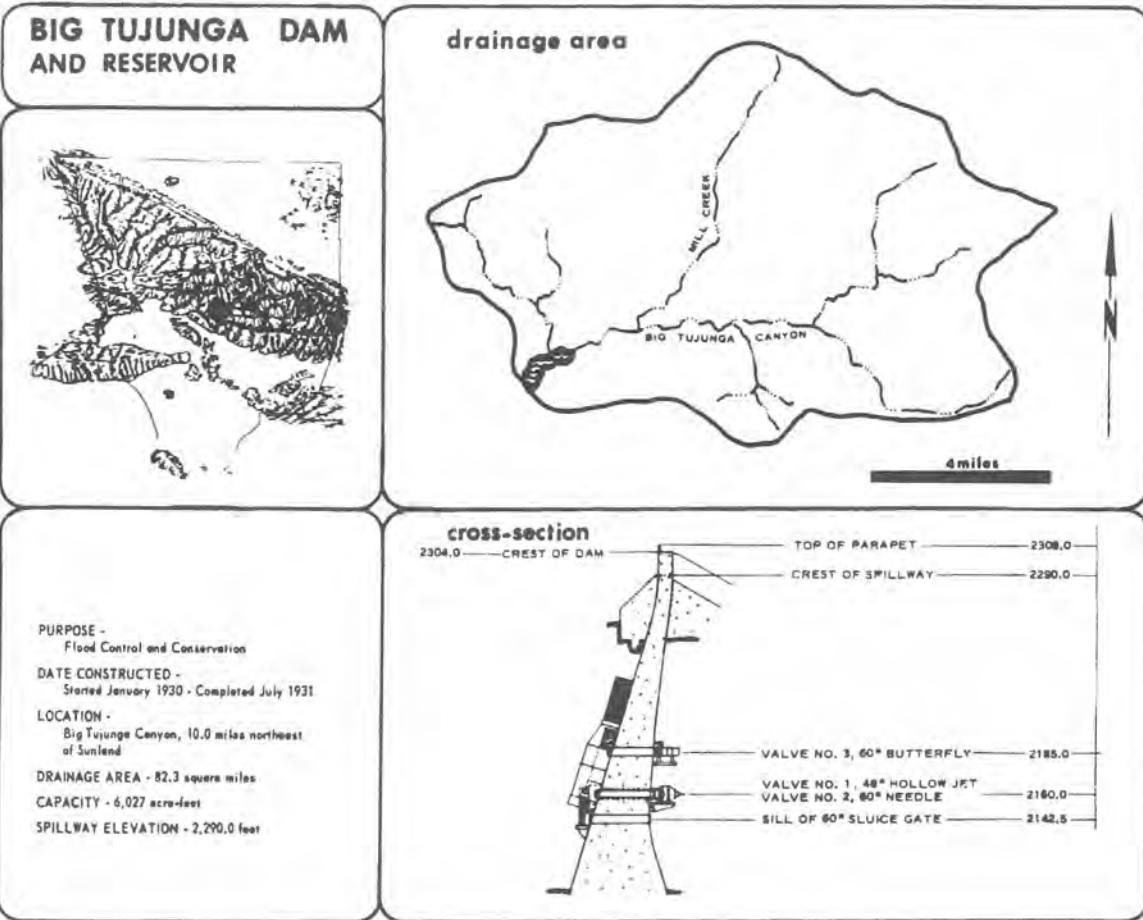 BIG TUJUNGA DAM
AND RESERVOIR
drainage area
MILL CREEK
BIG TUJUNGA CANYON
N
4 miles
PURPOSE -
Flood Control and Conservation
DATE CONSTRUCTED -
Started January 1930 - Completed July 1931
LOCATION -
Big Tujunga Canyon, 10.0 miles northeast
of Sunland
DRAINAGE AREA - 82.3 square miles
CAPACITY - 6,027 acre-feet
SPILLWAY ELEVATION - 2,290.0 feet
cross-section
2304.0 CREST OF DAM
TOP OF PARAPET 2308.0
CREST OF SPILLWAY 2290.0
VALVE NO. 3, 60" BUTTERFLY 2185.0
VALVE NO. 1, 48" HOLLOW JET
VALVE NO. 2, 60" NEEDLE 2160.0
SILL OF 60" SLUICE GATE 2142.5